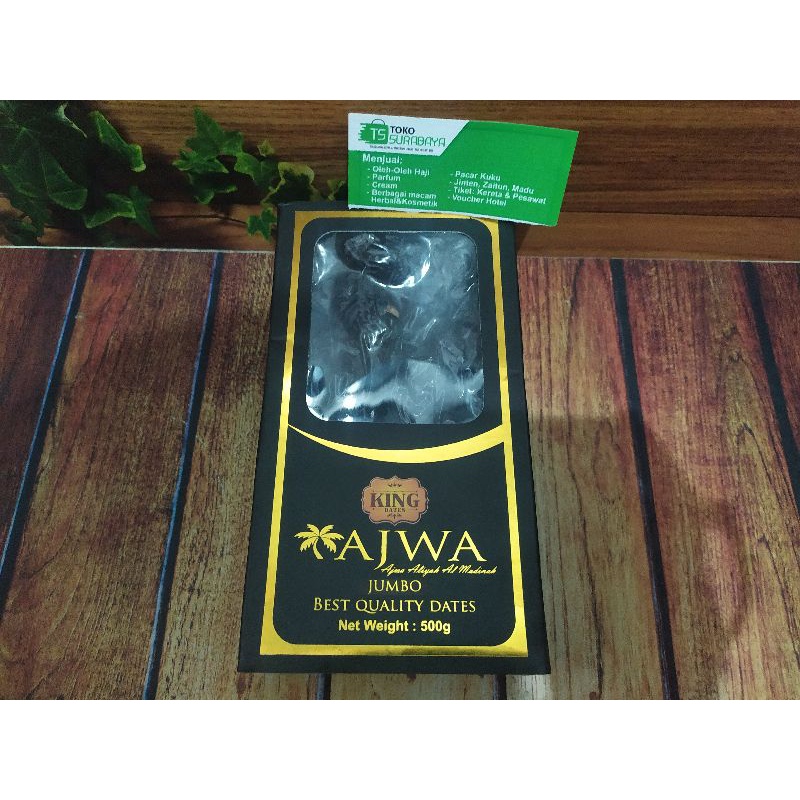 TS TOKO
SURABAYA
Menjual:
- Oleh-Oleh Haji
- Parfum
- Cream
- Berbagai macam
Herbal&Kosmetik
- Pacar Kuku
- Jinten, Zaitun, Madu
- Tiket: Kereta & Pesawat
- Voucher Hotel
KING
DATES
AJWA
Ajwa Aliyah Al Madinah
JUMBO
BEST QUALITY DATES
Net Weight : 500g